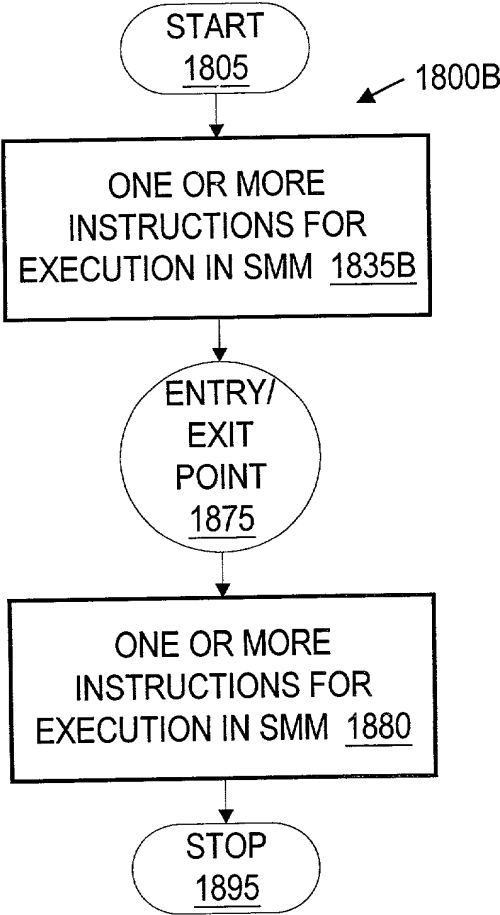 START
1805
1800B
ONE OR MORE
INSTRUCTIONS FOR
EXECUTION IN SMM 1835B
ENTRY/
EXIT
POINT
1875
ONE OR MORE
INSTRUCTIONS FOR
EXECUTION IN SMM 1880
STOP
1895